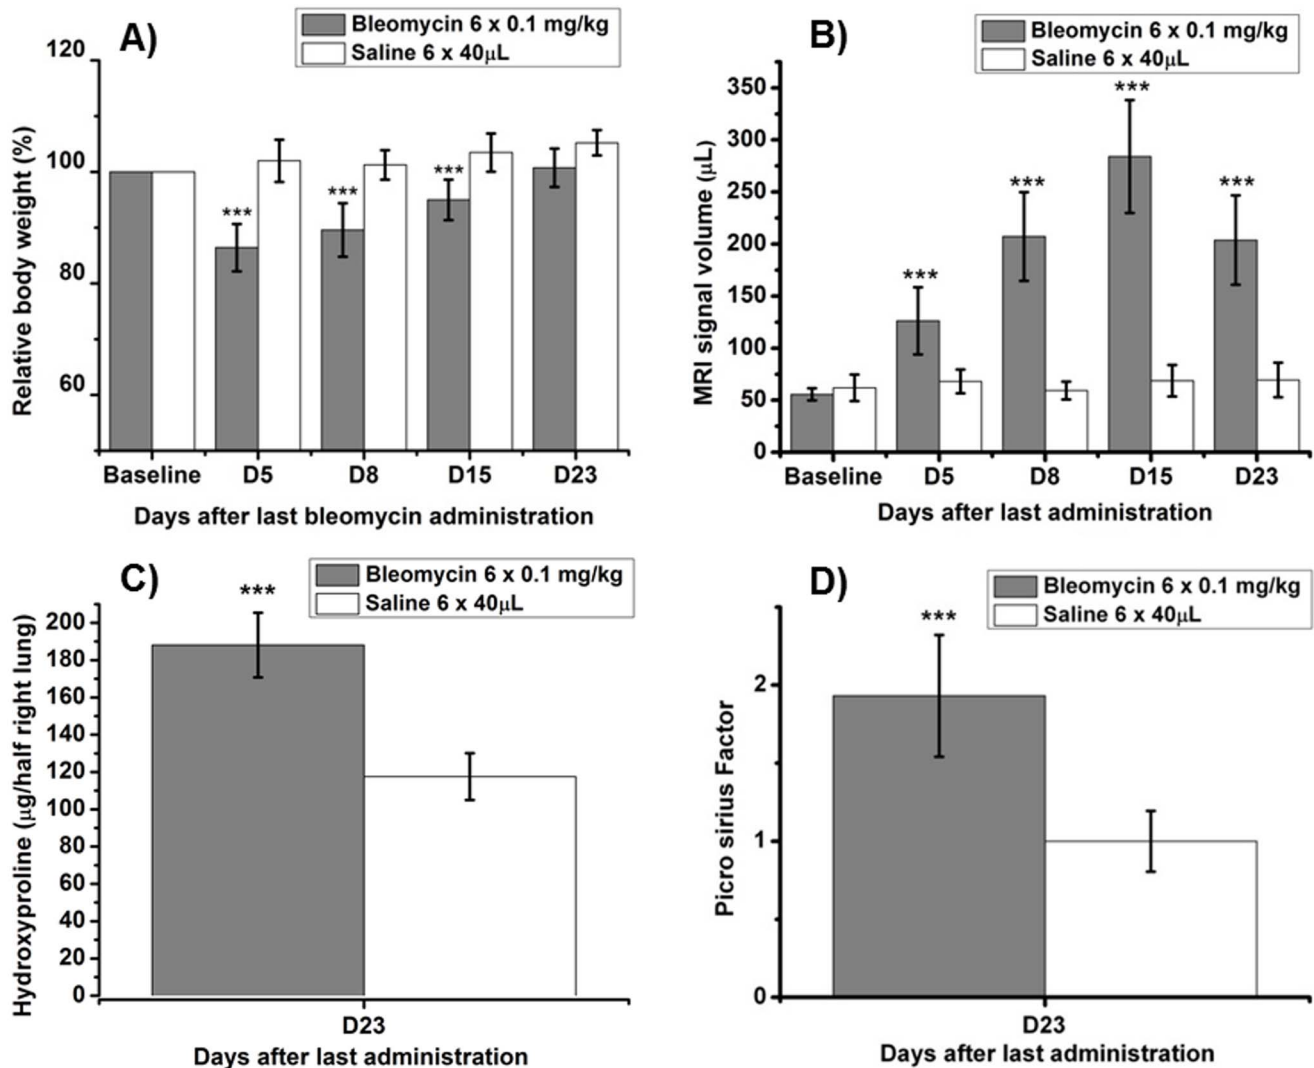 A)
Bleomycin 6 x 0.1 mg/kg
Saline 6 x 40μL
Relative body weight (%)
120
100
80
60
***
***
***
Baseline D5 D8 D15 D23
Days after last bleomycin administration
B)
Bleomycin 6 x 0.1 mg/kg
Saline 6 x 40μL
MRI signal volume (μL)
350
300
250
200
150
100
50
0
***
***
***
***
Baseline D5 D8 D15 D23
Days after last administration
C)
Bleomycin 6 x 0.1 mg/kg
Saline 6 x 40μL
Hydroxyproline (μg/half right lung)
200
180
160
140
120
100
80
60
40
20
0
***
D23
Days after last administration
D)
Bleomycin 6 x 0.1 mg/kg
Saline 6 x 40μL
Picro sirius Factor
2
1
0
***
D23
Days after last administration